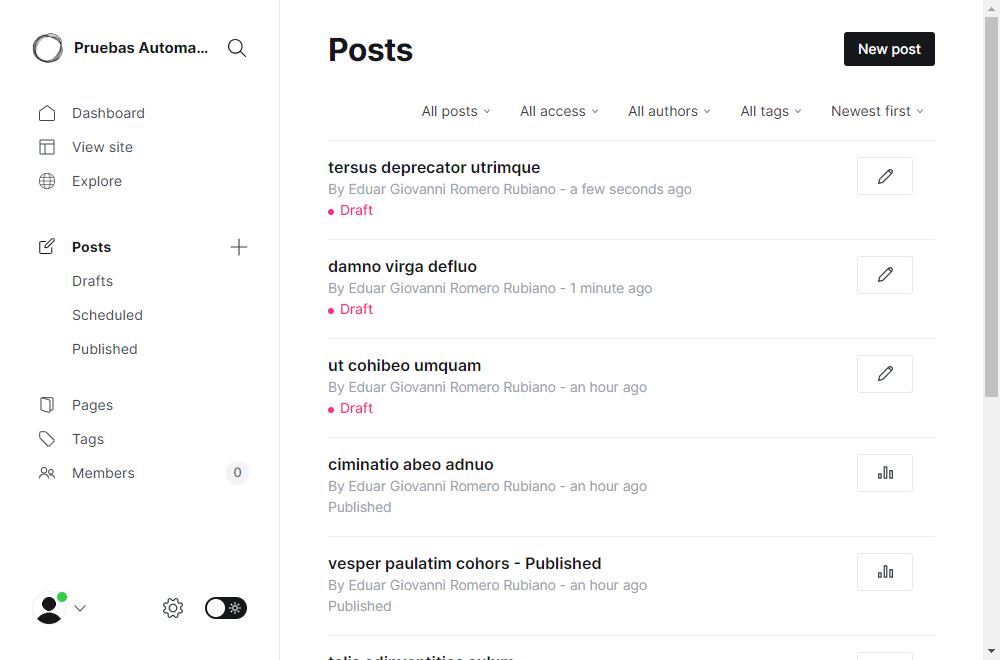 Pruebas Automa...
Dashboard
View site
Explore
Posts
Drafts
Scheduled
Published
Pages
Tags
Members 0
Posts
New post
All posts All access All authors All tags Newest first
tersus deprecator utrimque
By Eduar Giovanni Romero Rubiano - a few seconds ago
Draft
damno virga defluo
By Eduar Giovanni Romero Rubiano - 1 minute ago
Draft
ut cohibeo umquam
By Eduar Giovanni Romero Rubiano - an hour ago
Draft
ciminatio abeo adnuo
By Eduar Giovanni Romero Rubiano - an hour ago
Published
vesper paulatim cohors - Published
By Eduar Giovanni Romero Rubiano - an hour ago
Published